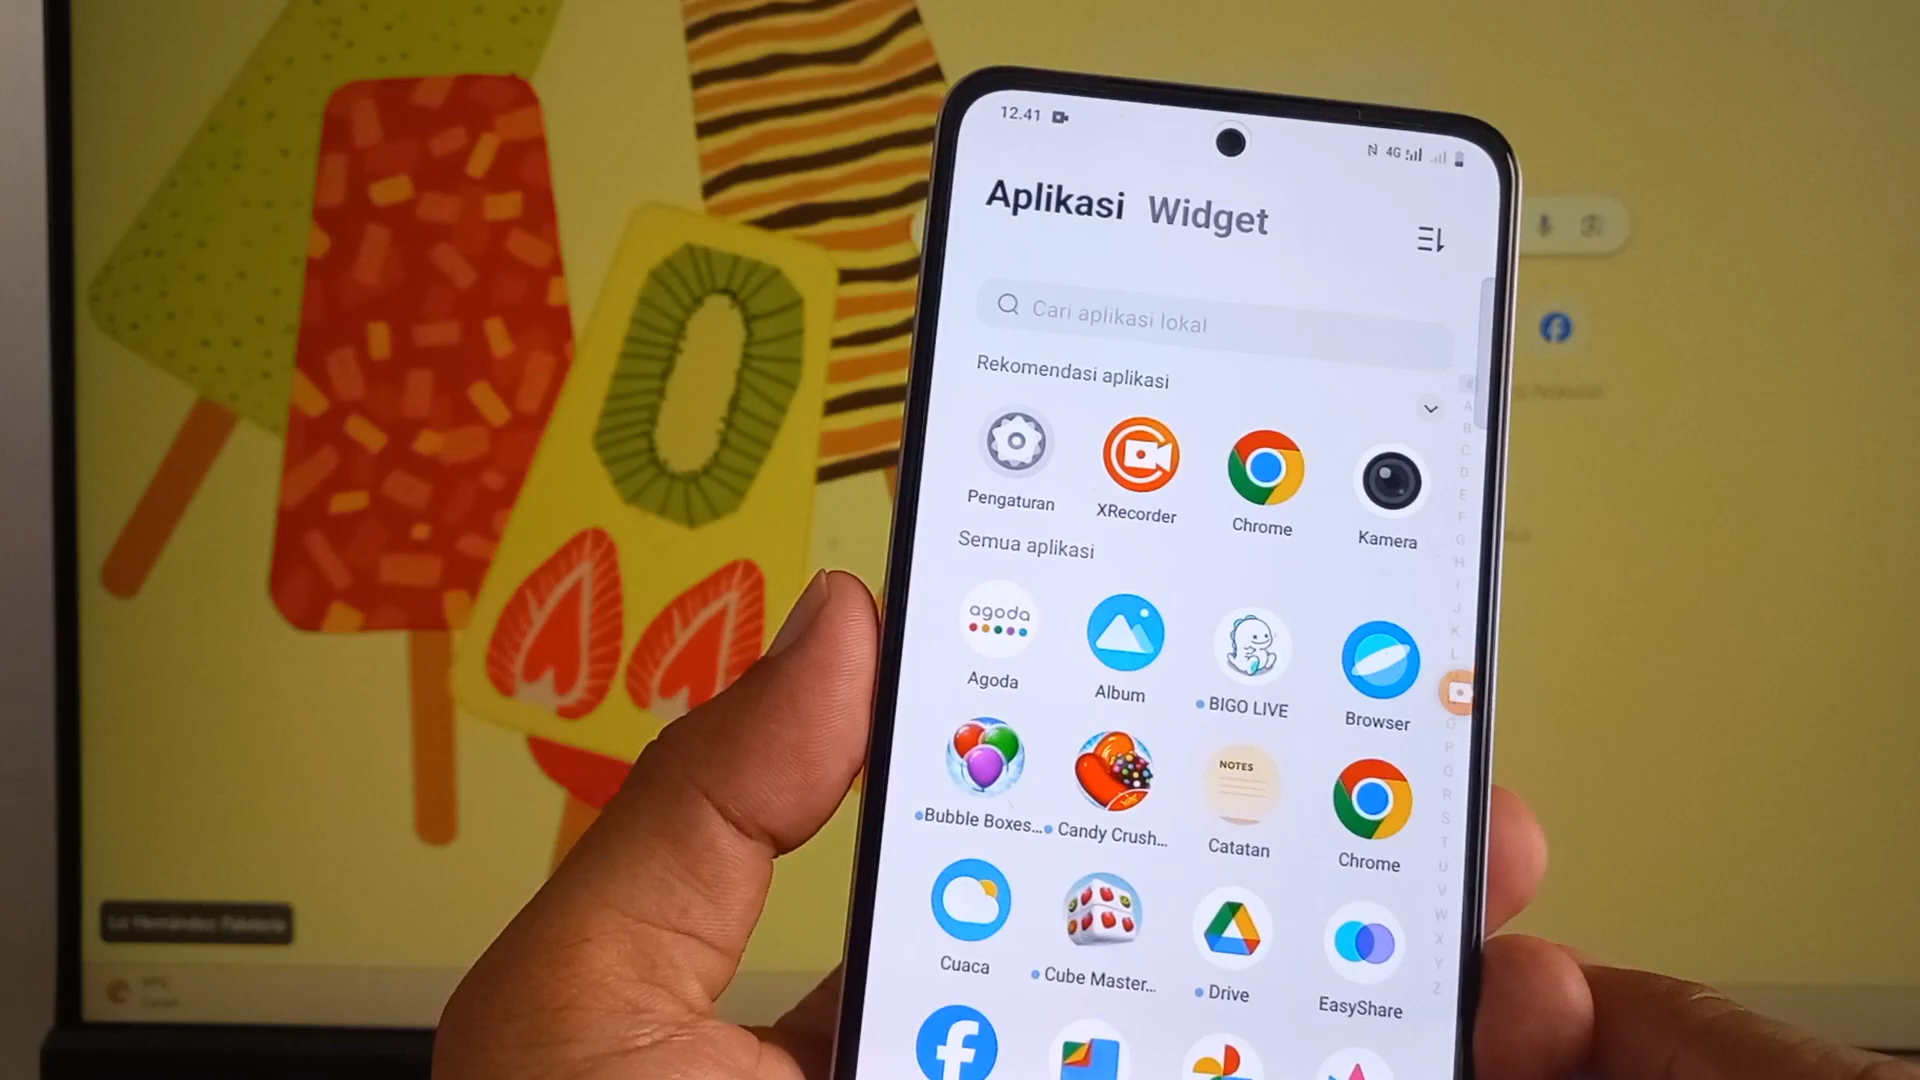 12.41
4G
Aplikasi Widget
Cari aplikasi lokal
Rekomendasi aplikasi
Pengaturan XRecorder Chrome Kamera
Semua aplikasi
agoda
Agoda Album BIGO LIVE Browser
NOTES
Bubble Boxes... Candy Crush... Catatan Chrome
Cuaca Cube Master... Drive EasyShare
#
A
B
C
D
E
F
G
H
I
J
K
L
O
P
Q
R
S
T
U
V
W
X
Y
Z